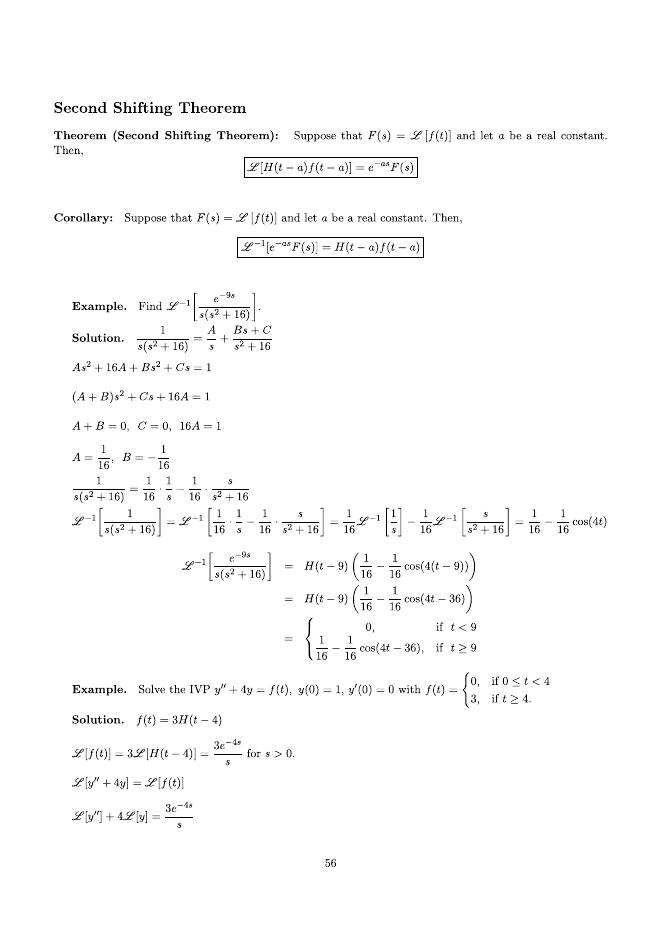 Second Shifting Theorem
Theorem (Second Shifting Theorem): Suppose that F(s) = ℒ[f(t)] and let a be a real constant.
Then,
ℒ[H(t − a)f(t − a)] = e^{−as}F(s)
Corollary: Suppose that F(s) = ℒ[f(t)] and let a be a real constant. Then,
ℒ^{−1}[e^{−as}F(s)] = H(t − a)f(t − a)
Example. Find ℒ^{−1}[e^{−9s}/(s(s² + 16))].
Solution. 1/(s(s² + 16)) = A/s + (Bs + C)/(s² + 16)
As² + 16A + Bs² + Cs = 1
(A + B)s² + Cs + 16A = 1
A + B = 0, C = 0, 16A = 1
A = 1/16, B = −1/16
1/(s(s² + 16)) = 1/16 · 1/s − 1/16 · s/(s² + 16)
ℒ^{−1}[1/(s(s² + 16))] = ℒ^{−1}[1/16 · 1/s − 1/16 · s/(s² + 16)] = 1/16 ℒ^{−1}[1/s] − 1/16 ℒ^{−1}[s/(s² + 16)] = 1/16 − 1/16 cos(4t)
ℒ^{−1}[e^{−9s}/(s(s² + 16))] = H(t − 9)(1/16 − 1/16 cos(4(t − 9)))
= H(t − 9)(1/16 − 1/16 cos(4t − 36))
= { 0, if t < 9
1/16 − 1/16 cos(4t − 36), if t ≥ 9
Example. Solve the IVP y″ + 4y = f(t), y(0) = 1, y′(0) = 0 with f(t) = { 0, if 0 ≤ t < 4
3, if t ≥ 4.
Solution. f(t) = 3H(t − 4)
ℒ[f(t)] = 3ℒ[H(t − 4)] = 3e^{−4s}/s for s > 0.
ℒ[y″ + 4y] = ℒ[f(t)]
ℒ[y″] + 4ℒ[y] = 3e^{−4s}/s
56